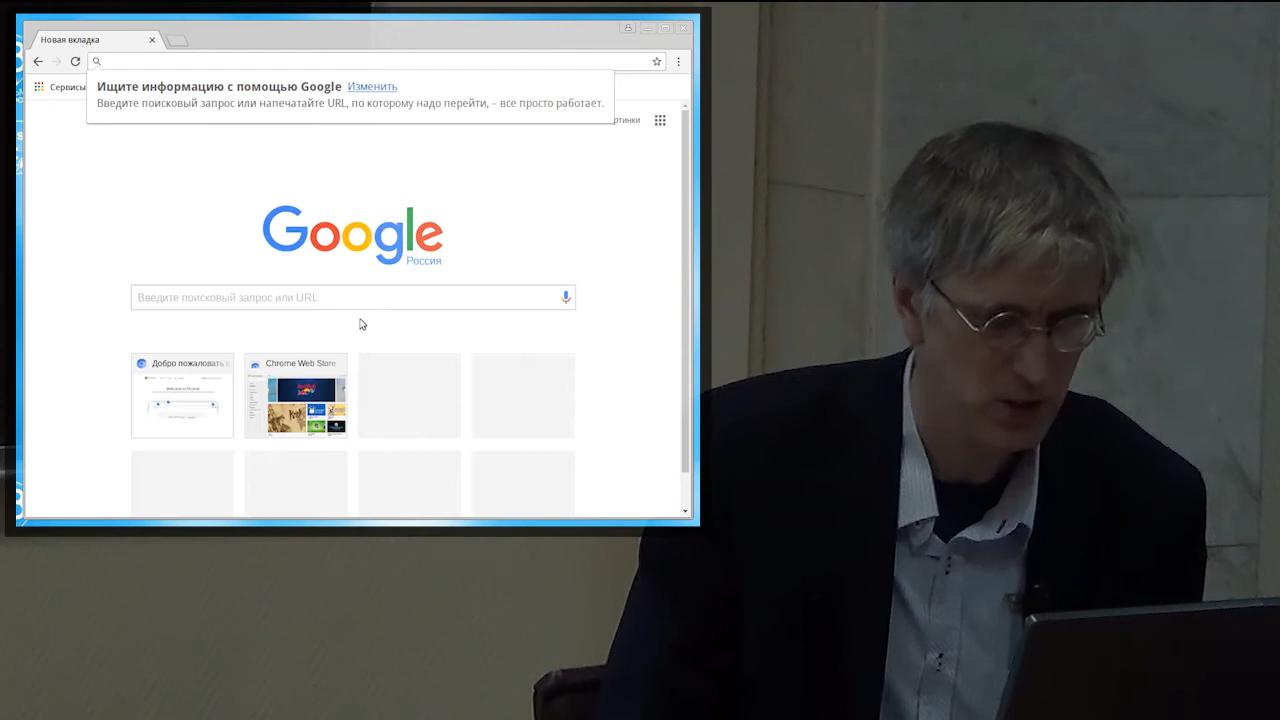 Новая вкладка
Сервисы
Ищите информацию с помощью Google Изменить
Введите поисковый запрос или напечатайте URL, по которому надо перейти, – все просто работает.
Google
Россия
Введите поисковый запрос или URL
Добро пожаловать
Chrome Web Store